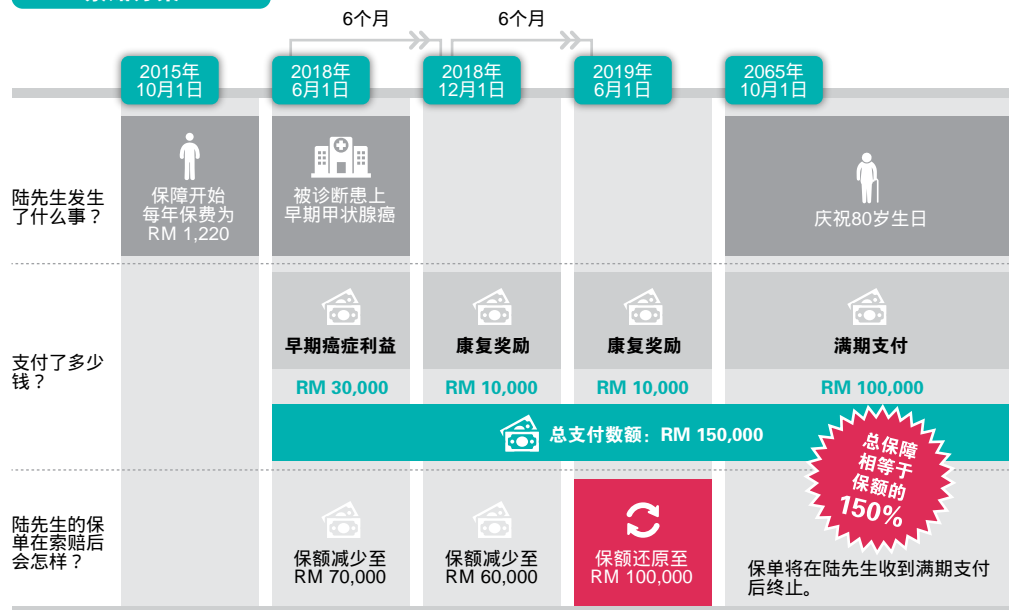 6个月
6个月
2015年
10月1日
2018年
6月1日
2018年
12月1日
2019年
6月1日
2065年
10月1日
陆先生发生
了什么事？
保障开始
每年保费为
RM 1,220
被诊断患上
早期甲状腺癌
庆祝80岁生日
支付了多少
钱？
早期癌症利益
康复奖励
康复奖励
满期支付
RM 30,000
RM 10,000
RM 10,000
RM 100,000
总支付数额：RM 150,000
总保障
相等于
保额的
150%
陆先生的保
单在索赔后
会怎样？
保额减少至
RM 70,000
保额减少至
RM 60,000
保额还原至
RM 100,000
保单将在陆先生收到满期支付
后终止。